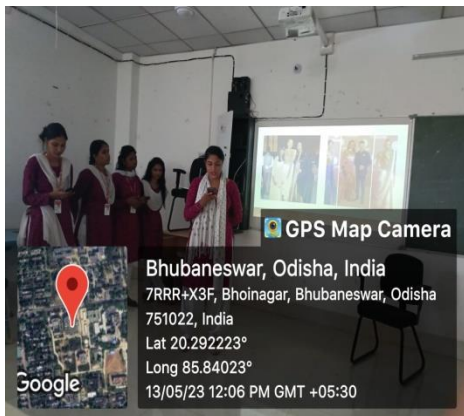 GPS Map Camera
Bhubaneswar, Odisha, India
7RRR+X3F, Bhoinagar, Bhubaneswar, Odisha
751022, India
Lat 20.292223°
Long 85.84023°
13/05/23 12:06 PM GMT +05:30
Google